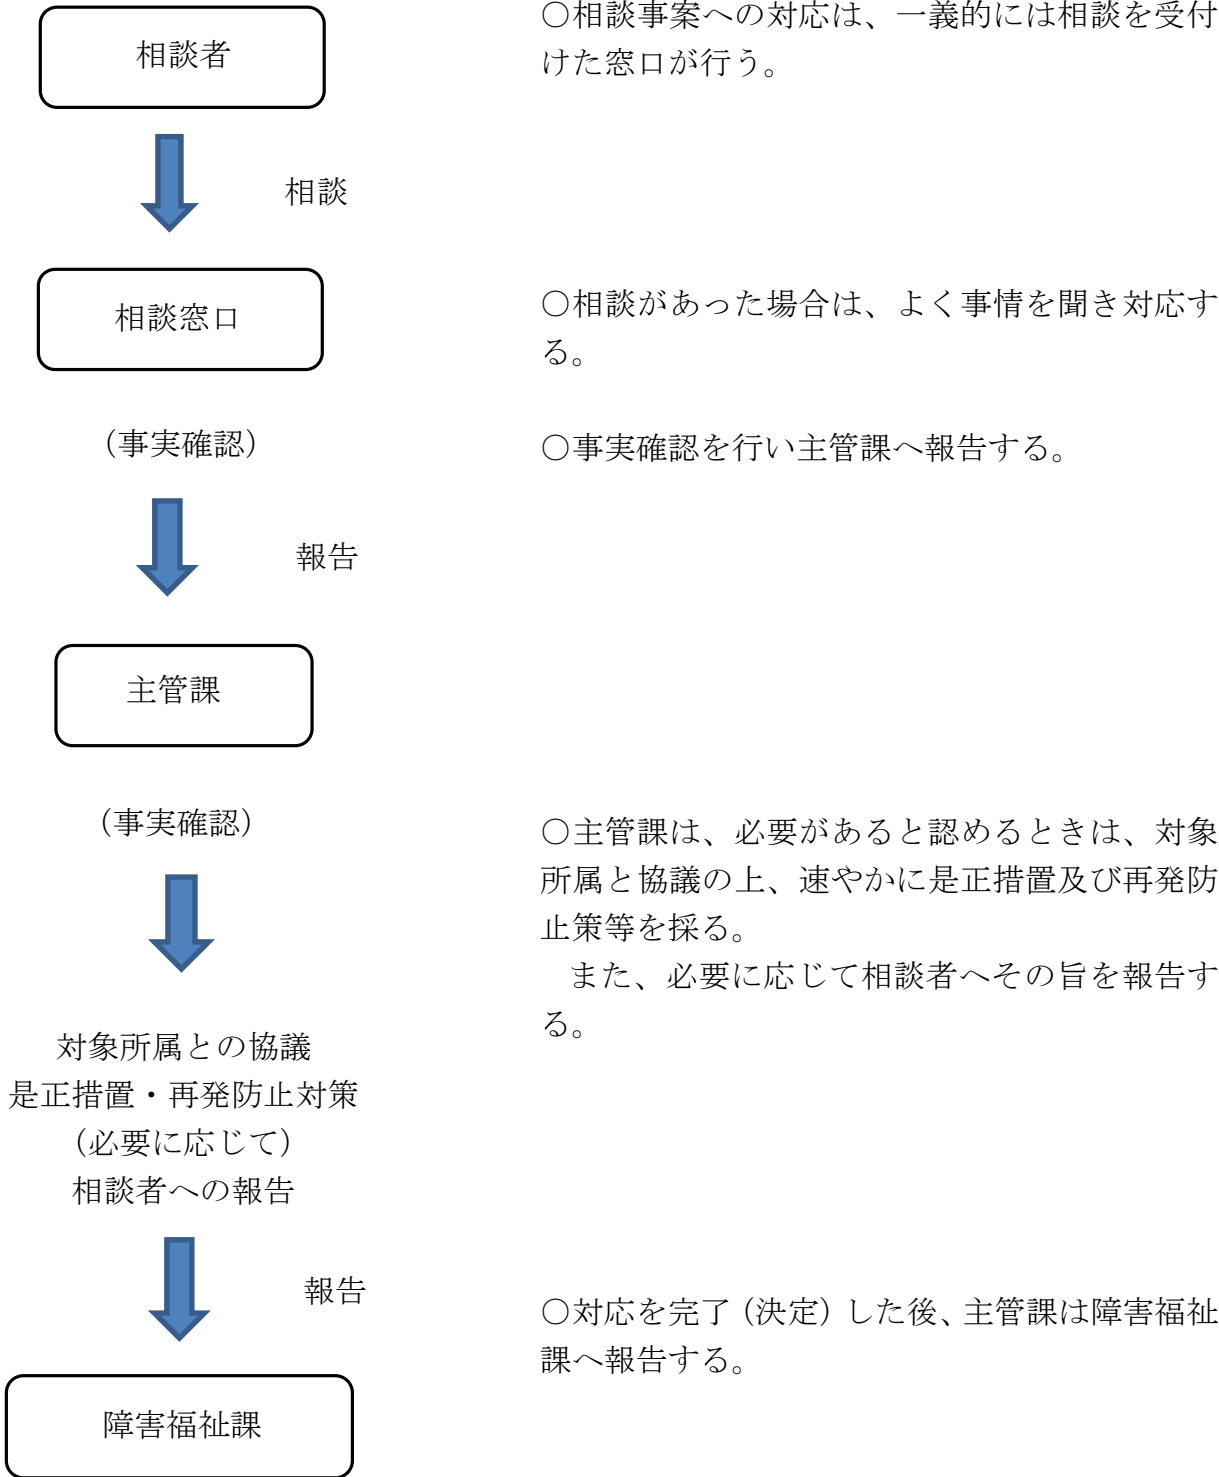 相談者
○相談事案への対応は、一義的には相談を受付
けた窓口が行う。
相談
相談窓口
○相談があった場合は、よく事情を聞き対応す
る。
（事実確認）
○事実確認を行い主管課へ報告する。
報告
主管課
（事実確認）
○主管課は、必要があると認めるときは、対象
所属と協議の上、速やかに是正措置及び再発防
止策等を採る。
また、必要に応じて相談者へその旨を報告す
る。
対象所属との協議
是正措置・再発防止対策
（必要に応じて）
相談者への報告
報告
○対応を完了（決定）した後、主管課は障害福祉
課へ報告する。
障害福祉課